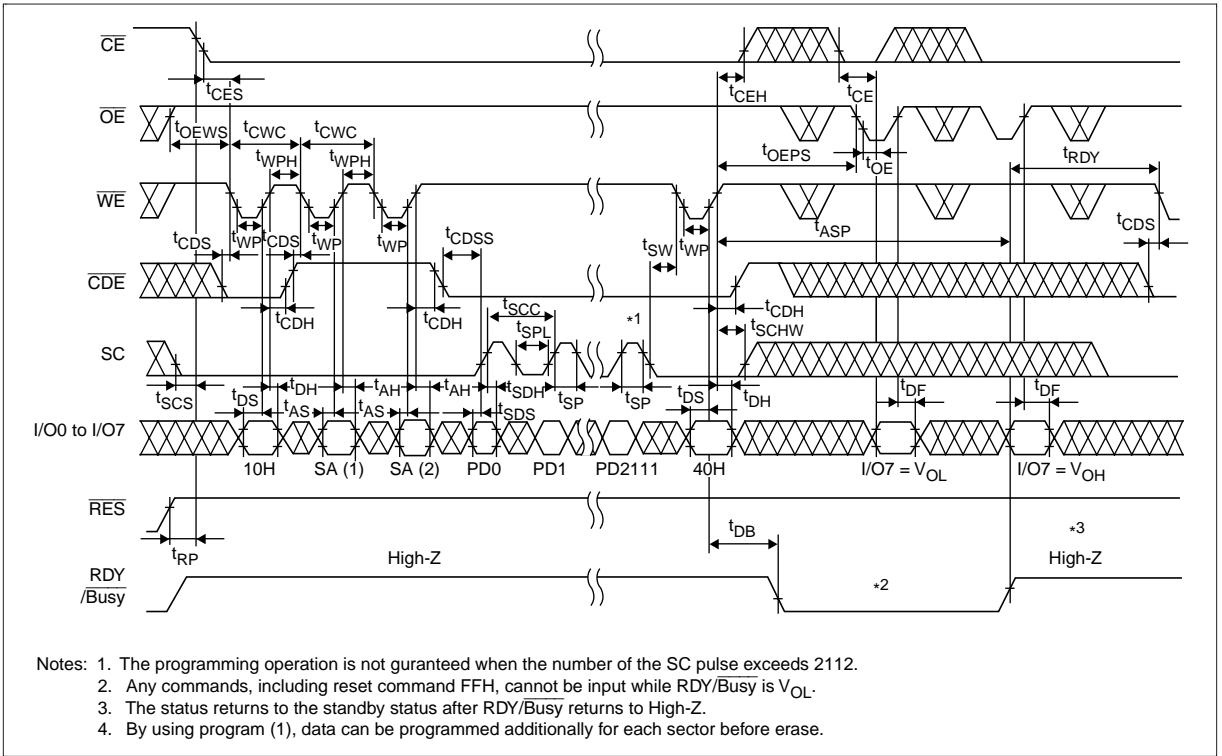 CE
tCES
tCEH
tCE
OE
tOEWS
tCWC
tCWC
tWPH
tWPH
tOEPS
tOE
tRDY
WE
tCDS
tWP
tCDS
tWP
tWP
tCDSS
tSW
tWP
tASP
tCDS
CDE
tCDH
tCDH
tSCC
tSPL
*1
tCDH
tSCHW
SC
tSCS
tDS
tDH
tAS
tAH
tAS
tAH
tSDH
tSDS
tSP
tSP
tDS
tDH
tDF
tDF
I/O0 to I/O7
10H
SA (1)
SA (2)
PD0
PD1
PD2111
40H
I/O7 = VOL
I/O7 = VOH
RES
tRP
High-Z
tDB
*3
High-Z
RDY
/Busy
*2
Notes: 1. The programming operation is not guranteed when the number of the SC pulse exceeds 2112.
2. Any commands, including reset command FFH, cannot be input while RDY/Busy is VOL.
3. The status returns to the standby status after RDY/Busy returns to High-Z.
4. By using program (1), data can be programmed additionally for each sector before erase.